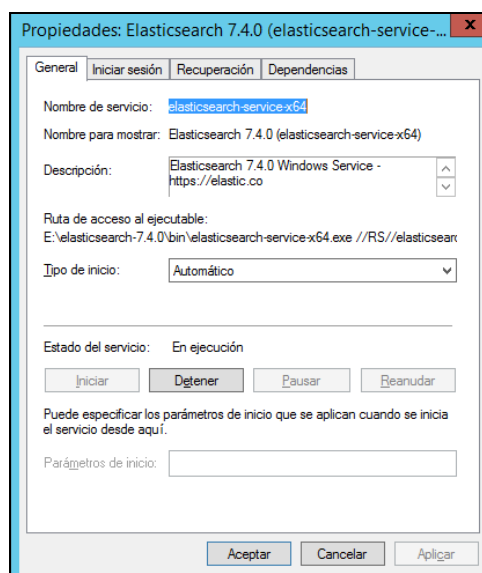 Propiedades: Elasticsearch 7.4.0 (elasticsearch-service-...
x
General Iniciar sesión Recuperación Dependencias
Nombre de servicio: elasticsearch-service-x64
Nombre para mostrar: Elasticsearch 7.4.0 (elasticsearch-service-x64)
Descripción: Elasticsearch 7.4.0 Windows Service -
https://elastic.co
Ruta de acceso al ejecutable:
E:\elasticsearch-7.4.0\bin\elasticsearch-service-x64.exe //RS//elasticsearc
Tipo de inicio: Automático
Estado del servicio: En ejecución
Iniciar Detener Pausar Reanudar
Puede especificar los parámetros de inicio que se aplican cuando se inicia
el servicio desde aquí.
Parámetros de inicio:
Aceptar Cancelar Aplicar